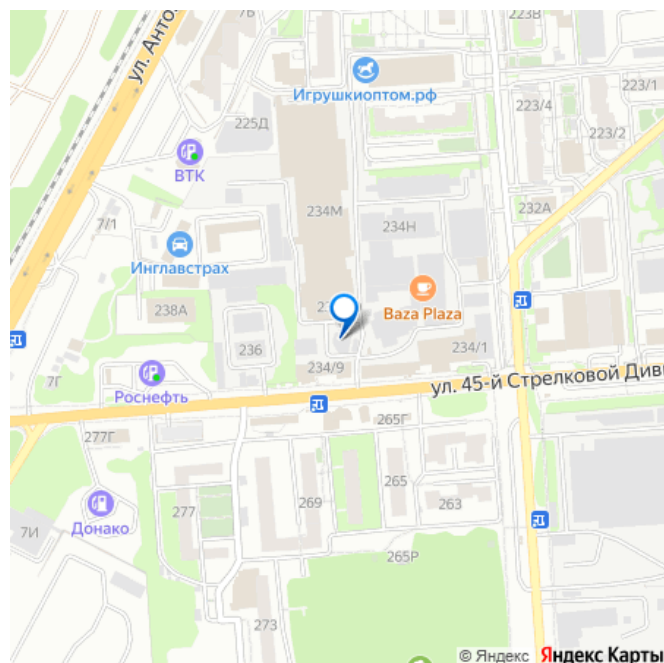 ул. Анто
7Б
223В
Игрушкиоптом.рф
223/1
223/4
225Д
223/2
ВТК
234М
232А
7/1
234Н
Инглавстрах
238А
Baza Plaza
236
234/1
234/9
7Г
Роснефть
ул. 45-й Стрелковой Диви
265Г
277Г
277
269
265
263
7И
Донако
265Р
273
© Яндекс Яндекс Карты